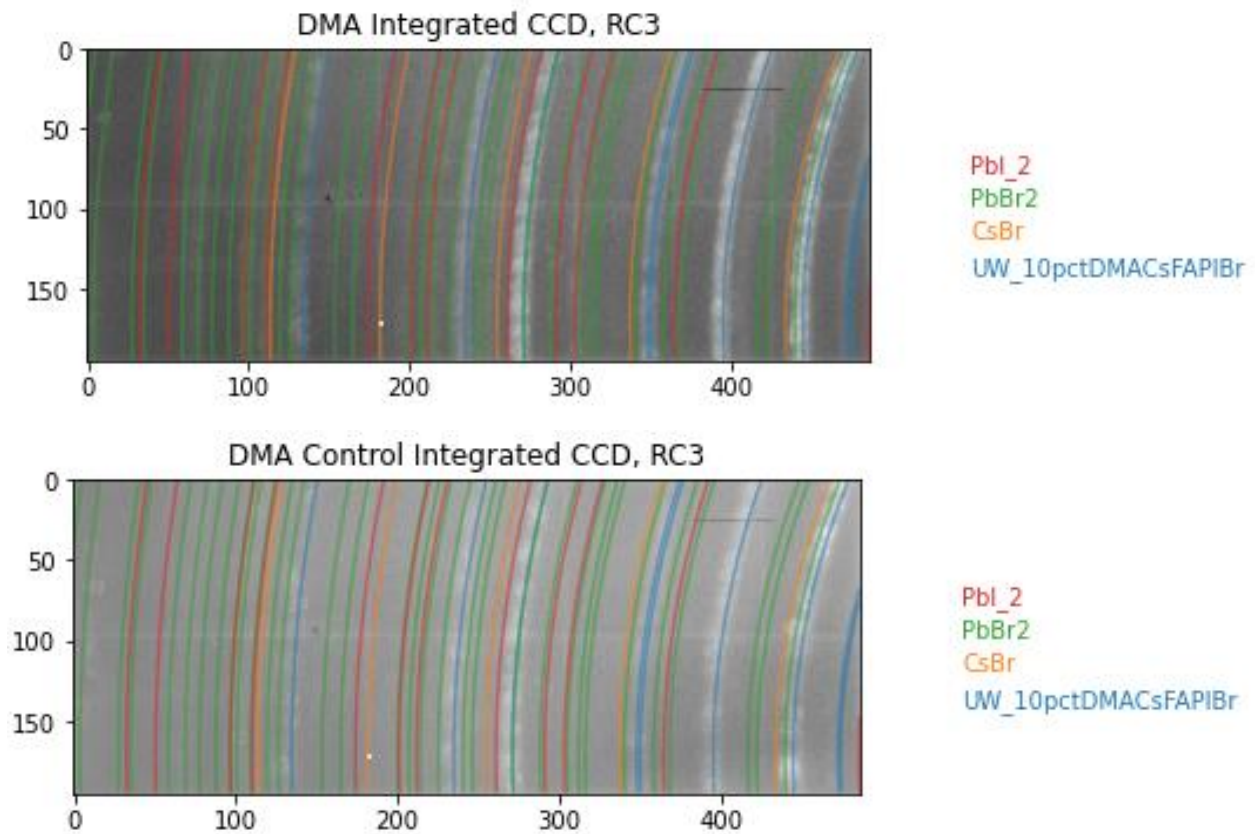 DMA Integrated CCD, RC3
0
50
100
150
0 100 200 300 400
PbI_2
PbBr2
CsBr
UW_10pctDMACsFAPIBr
DMA Control Integrated CCD, RC3
0
50
100
150
0 100 200 300 400
PbI_2
PbBr2
CsBr
UW_10pctDMACsFAPIBr